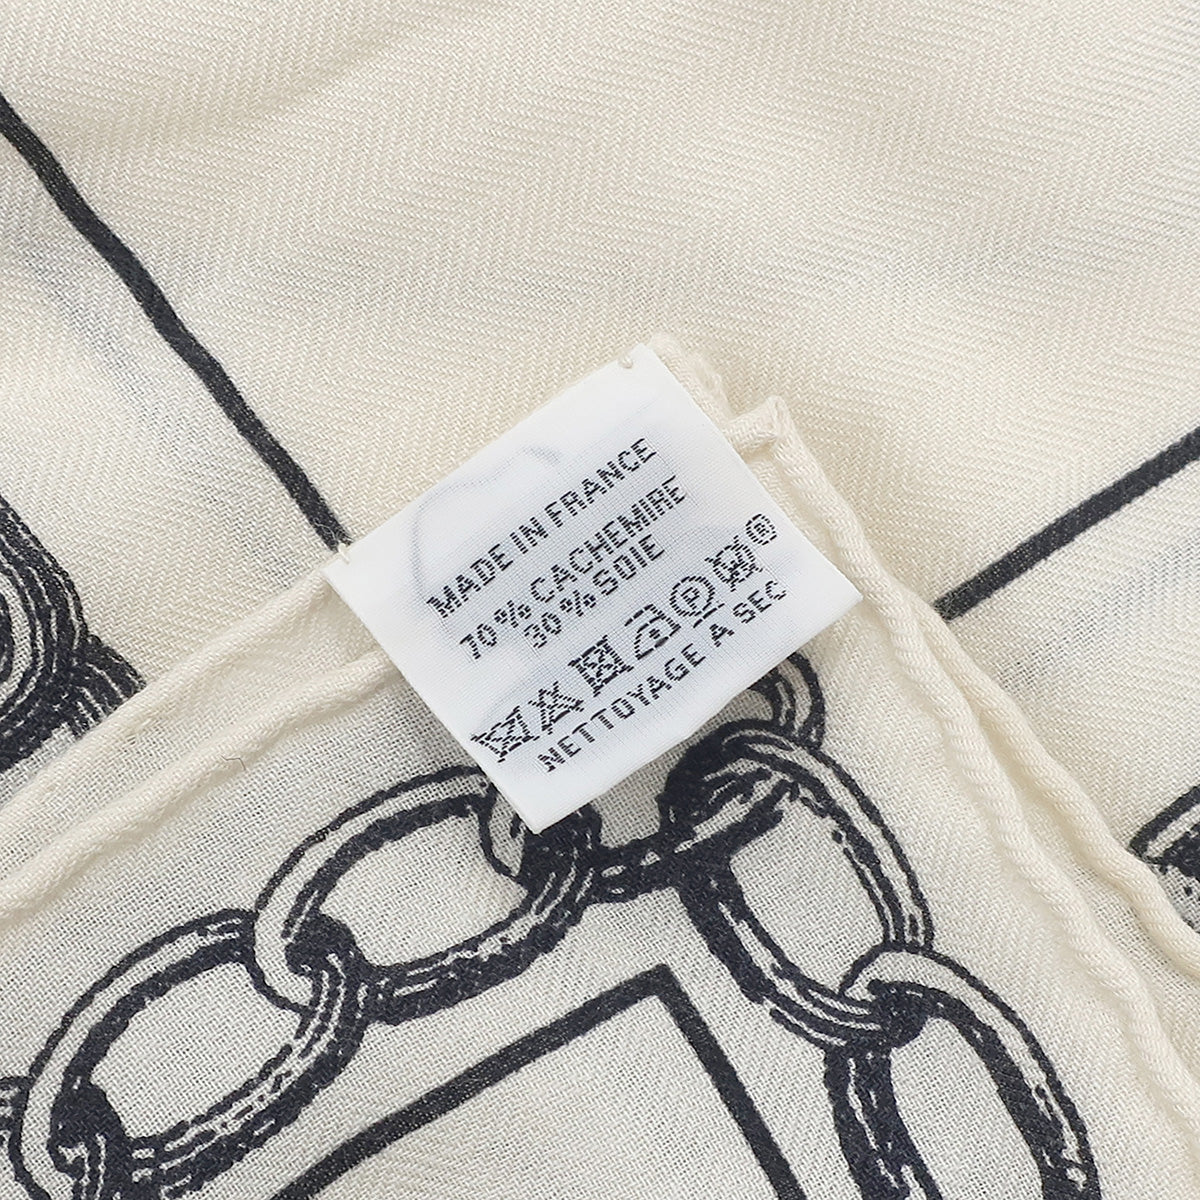 MADE IN FRANCE
70% CACHEMIRE
30% SOIE
P ®
NETTOYAGE A SEC